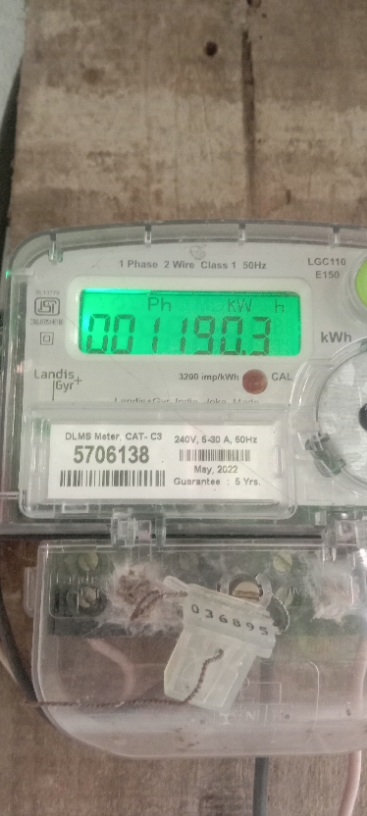 1 Phase 2 Wire Class 1 50Hz
LGC110
E150
Ph KW h
001190.3
kWh
Landis
Gyr+
3200 imp/kWh CAL
DLMS Meter, CAT- C3
5706138
240V, 5-30 A, 50Hz
May, 2022
Guarantee : 5 Yrs.
036895